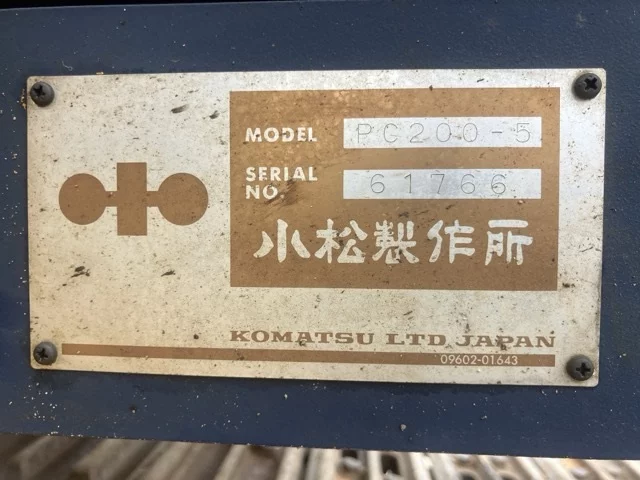 MODEL PC200-5
SERIAL NO. 61766
小松製作所
KOMATSU LTD JAPAN
09602-01643